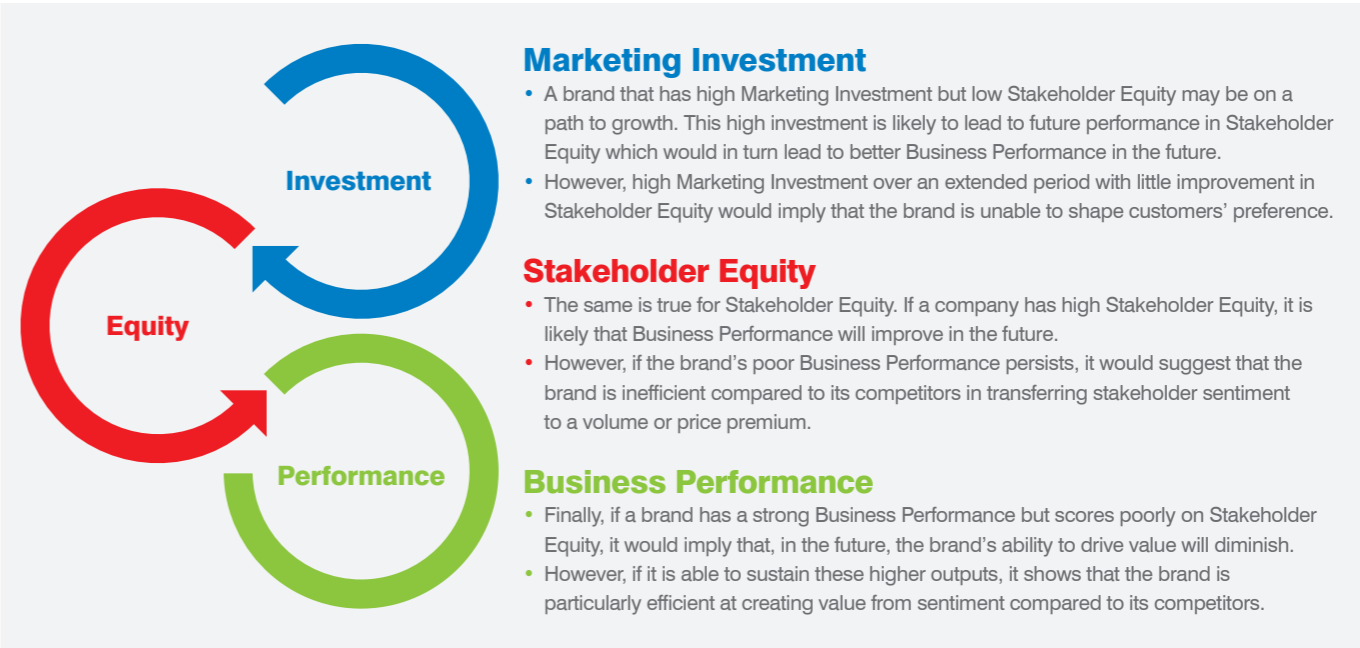 Investment
Equity
Performance
Marketing Investment
• A brand that has high Marketing Investment but low Stakeholder Equity may be on a
path to growth. This high investment is likely to lead to future performance in Stakeholder
Equity which would in turn lead to better Business Performance in the future.
• However, high Marketing Investment over an extended period with little improvement in
Stakeholder Equity would imply that the brand is unable to shape customers’ preference.
Stakeholder Equity
• The same is true for Stakeholder Equity. If a company has high Stakeholder Equity, it is
likely that Business Performance will improve in the future.
• However, if the brand’s poor Business Performance persists, it would suggest that the
brand is inefficient compared to its competitors in transferring stakeholder sentiment
to a volume or price premium.
Business Performance
• Finally, if a brand has a strong Business Performance but scores poorly on Stakeholder
Equity, it would imply that, in the future, the brand’s ability to drive value will diminish.
• However, if it is able to sustain these higher outputs, it shows that the brand is
particularly efficient at creating value from sentiment compared to its competitors.